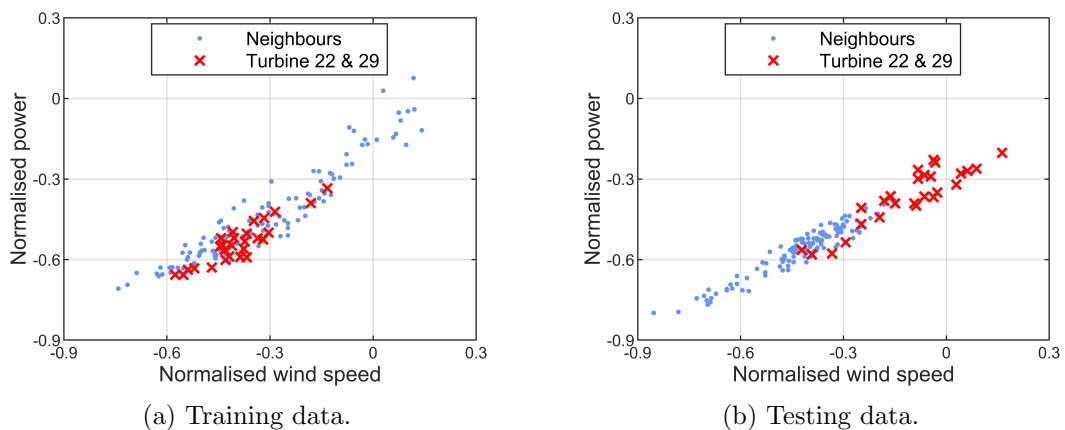 0.3
0
-0.3
-0.6
-0.9
Normalised power
Neighbours
Turbine 22 & 29
-0.9 -0.6 -0.3 0 0.3
Normalised wind speed
(a) Training data.
0.3
0
-0.3
-0.6
-0.9
Normalised power
Neighbours
Turbine 22 & 29
-0.9 -0.6 -0.3 0 0.3
Normalised wind speed
(b) Testing data.